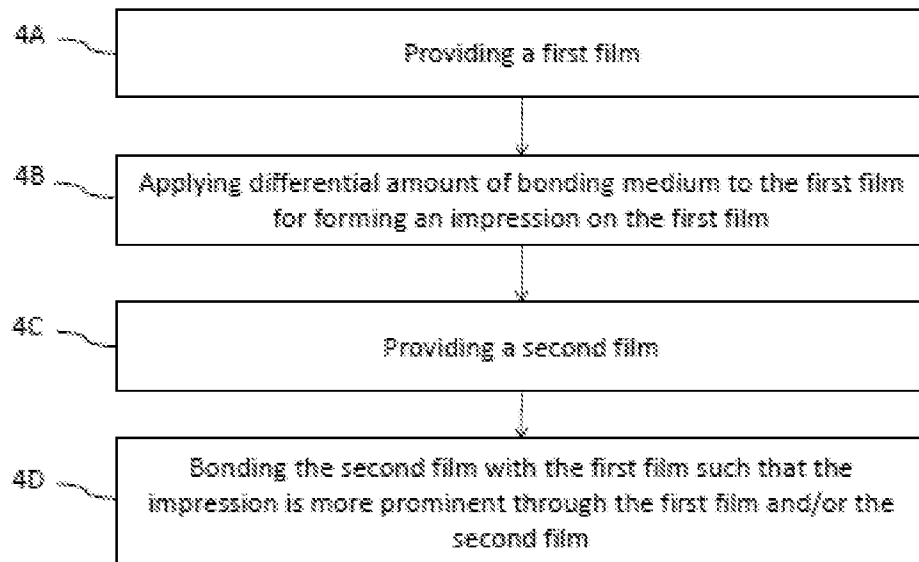 4A
Providing a first film
4B
Applying differential amount of bonding medium to the first film
for forming an impression on the first film
4C
Providing a second film
4D
Bonding the second film with the first film such that the
impression is more prominent through the first film and/or the
second film